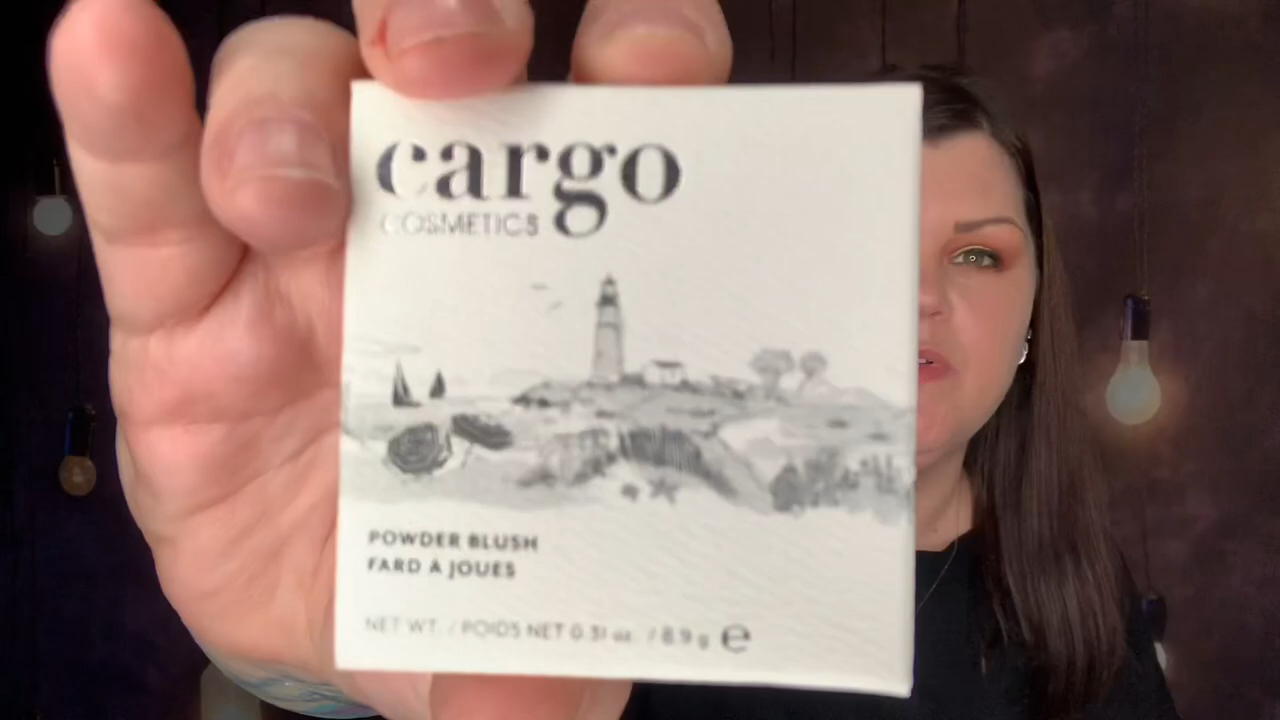 cargo
COSMETICS
POWDER BLUSH
FARD À JOUES
NET WT. / POIDS NET 0.31 oz. / 8.9 g e